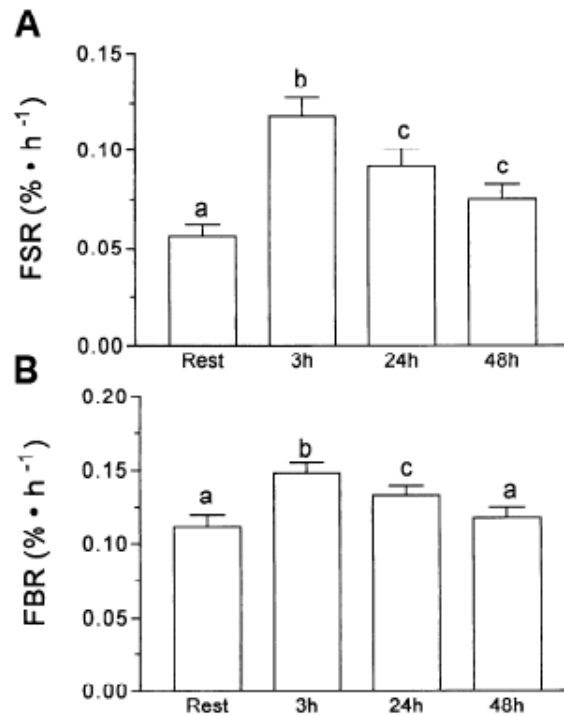 A
FSR (% • h -1)
0.15
0.10
0.05
0.00
a
b
c
c
Rest 3h 24h 48h
B
FBR (% • h -1)
0.20
0.15
0.10
0.05
0.00
a
b
c
a
Rest 3h 24h 48h